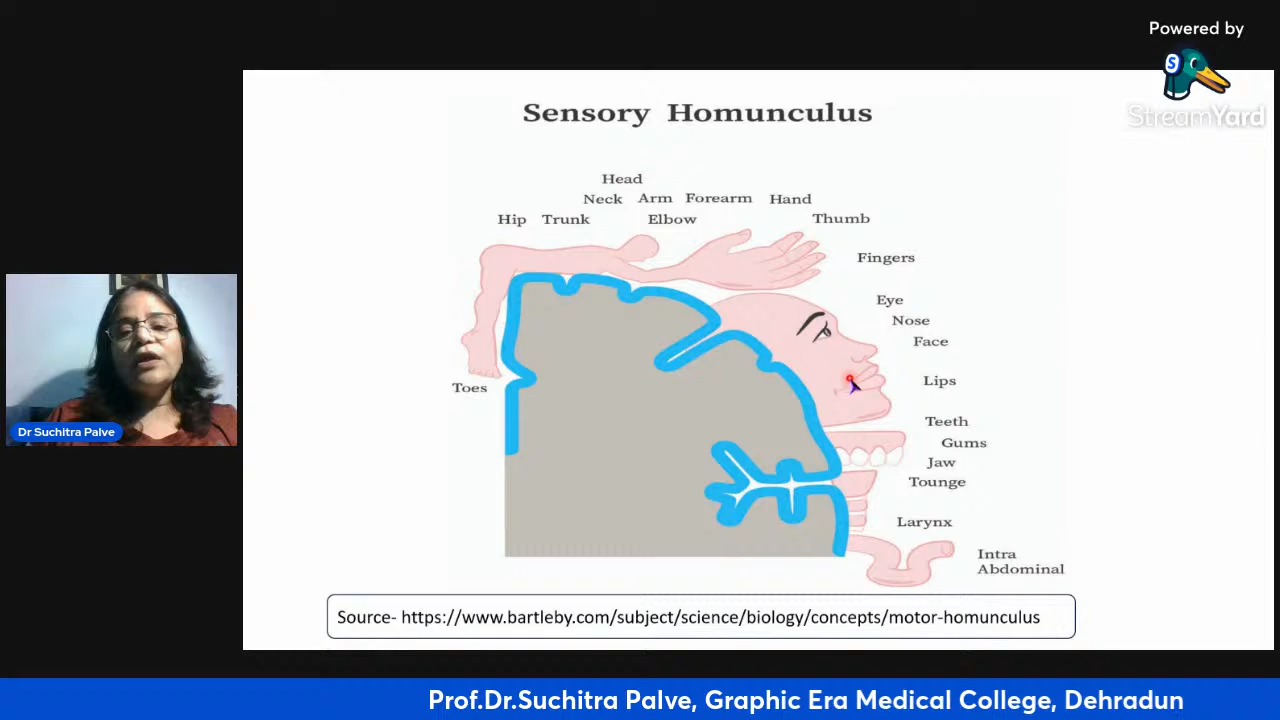 Powered by
S
StreamYard
Sensory Homunculus
Head
Neck Arm Forearm Hand
Hip Trunk Elbow Thumb
Fingers
Eye
Nose
Face
Lips
Toes
Teeth
Gums
Jaw
Tounge
Larynx
Intra
Abdominal
Dr Suchitra Palve
Source- https://www.bartleby.com/subject/science/biology/concepts/motor-homunculus
Prof.Dr.Suchitra Palve, Graphic Era Medical College, Dehradun